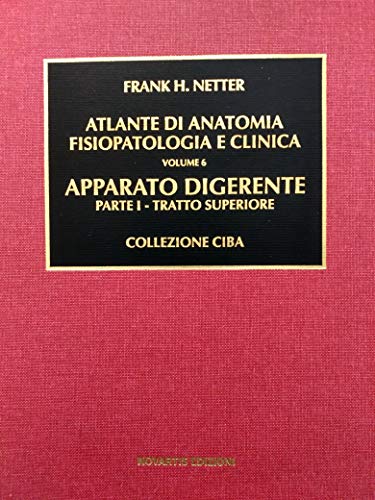 FRANK H. NETTER
ATLANTE DI ANATOMIA
FISIOPATOLOGIA E CLINICA
VOLUME 6
APPARATO DIGERENTE
PARTE I - TRATTO SUPERIORE
COLLEZIONE CIBA
NOVARTIS EDIZIONI